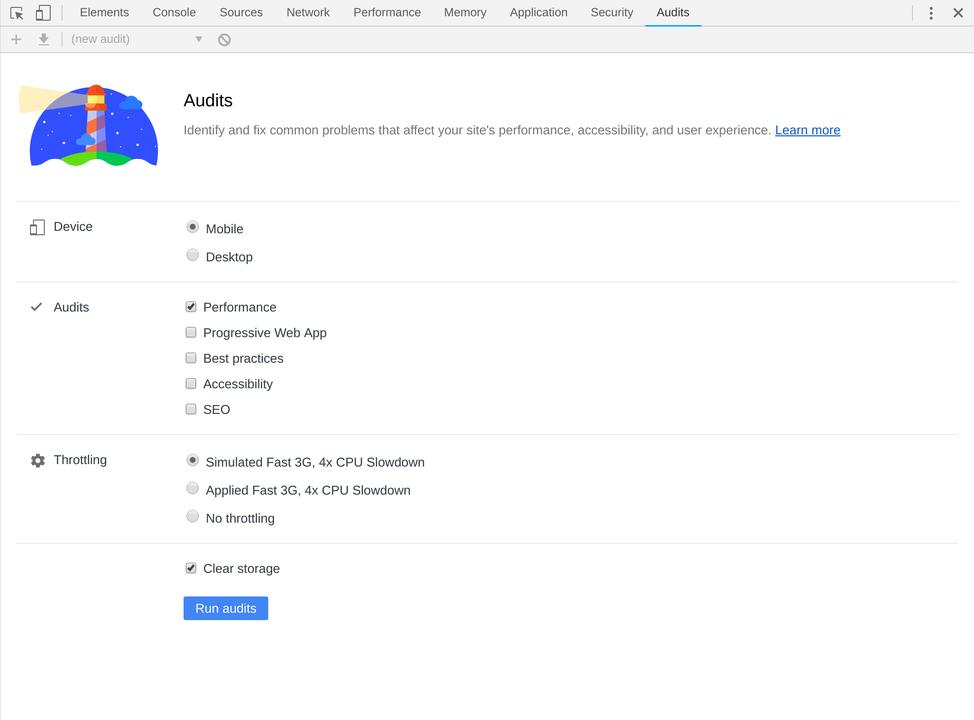 Elements Console Sources Network Performance Memory Application Security Audits
(new audit)
Audits
Identify and fix common problems that affect your site's performance, accessibility, and user experience. Learn more
Device
Mobile
Desktop
Audits
Performance
Progressive Web App
Best practices
Accessibility
SEO
Throttling
Simulated Fast 3G, 4x CPU Slowdown
Applied Fast 3G, 4x CPU Slowdown
No throttling
Clear storage
Run audits